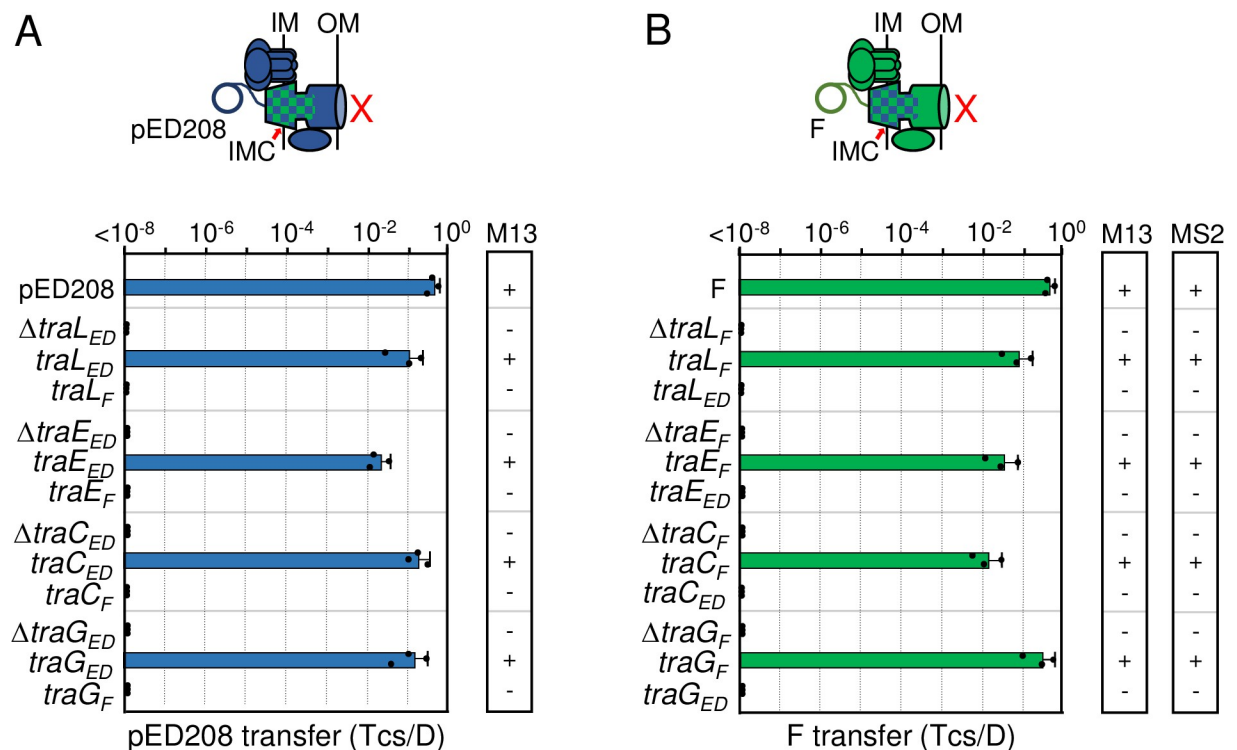 A
IM OM
X
pED208
IMC
<10-8 10-6 10-4 10-2 100 M13
pED208 +
ΔtraLED -
traLED +
traLF -
ΔtraEED -
traEED +
traEF -
ΔtraCED -
traCED +
traCF -
ΔtraGED -
traGED +
traGF -
pED208 transfer (Tcs/D)
B
IM OM
X
F
IMC
<10-8 10-6 10-4 10-2 100 M13 MS2
F + +
ΔtraLF - -
traLF + +
traLED - -
ΔtraEF - -
traEF + +
traEED - -
ΔtraCF - -
traCF + +
traCED - -
ΔtraGF - -
traGF + +
traGED - -
F transfer (Tcs/D)